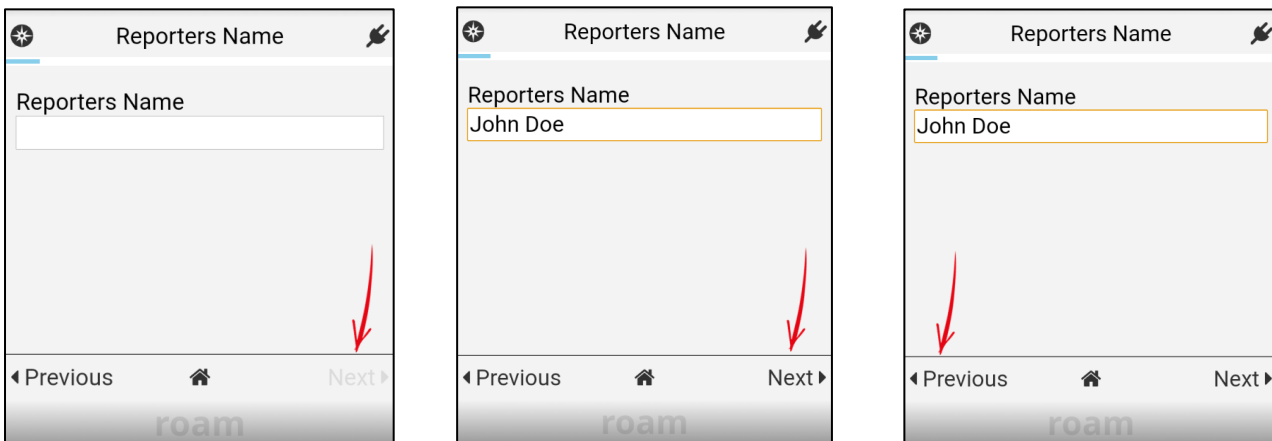 Reporters Name
Reporters Name
Previous
Next
roam
Reporters Name
Reporters Name
John Doe
Previous
Next
roam
Reporters Name
Reporters Name
John Doe
Previous
Next
roam